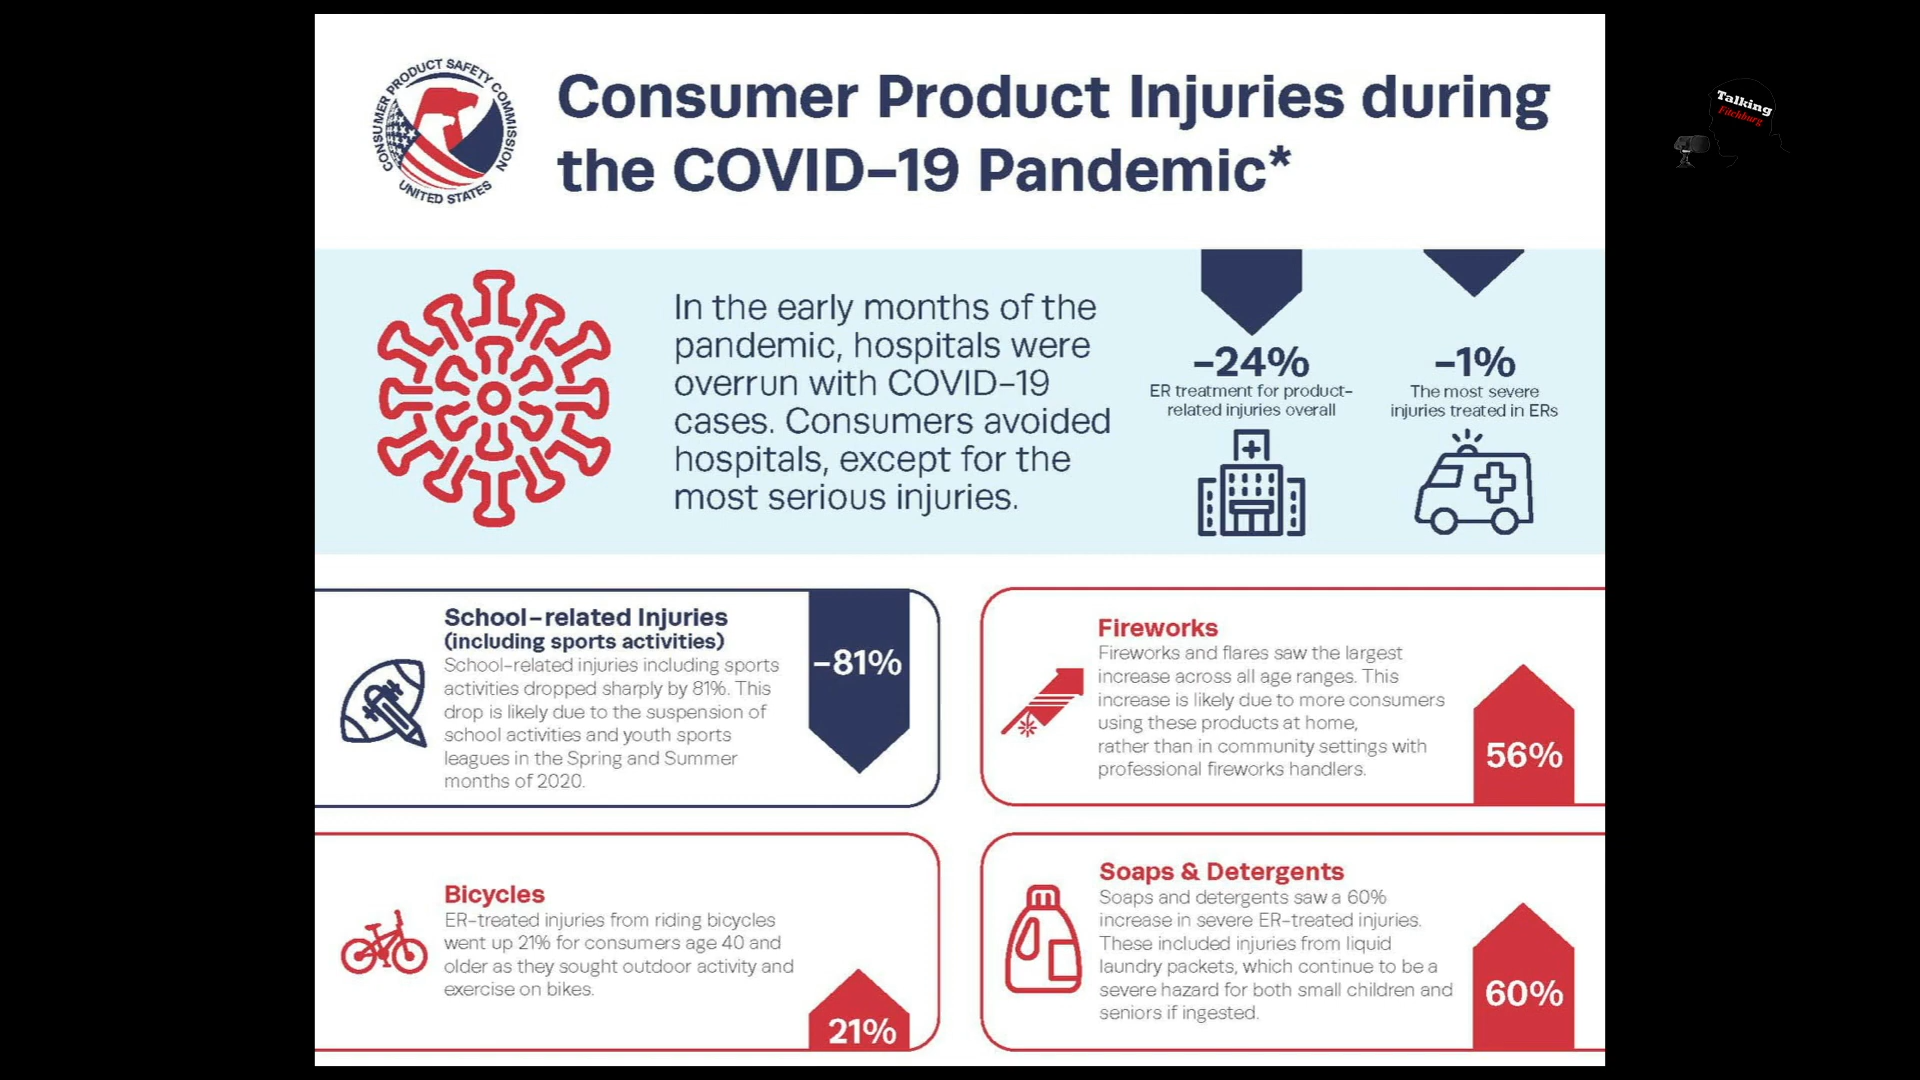 CONSUMER PRODUCT SAFETY COMMISSION
UNITED STATES
Consumer Product Injuries during
the COVID–19 Pandemic*
Talking
Fitchburg
In the early months of the
pandemic, hospitals were
overrun with COVID–19
cases. Consumers avoided
hospitals, except for the
most serious injuries.
–24%
ER treatment for product–
related injuries overall
–1%
The most severe
injuries treated in ERs
School–related Injuries
(including sports activities)
School–related injuries including sports
activities dropped sharply by 81%. This
drop is likely due to the suspension of
school activities and youth sports
leagues in the Spring and Summer
months of 2020.
–81%
Fireworks
Fireworks and flares saw the largest
increase across all age ranges. This
increase is likely due to more consumers
using these products at home,
rather than in community settings with
professional fireworks handlers.
56%
Bicycles
ER–treated injuries from riding bicycles
went up 21% for consumers age 40 and
older as they sought outdoor activity and
exercise on bikes.
21%
Soaps & Detergents
Soaps and detergents saw a 60%
increase in severe ER–treated injuries.
These included injuries from liquid
laundry packets, which continue to be a
severe hazard for both small children and
seniors if ingested.
60%